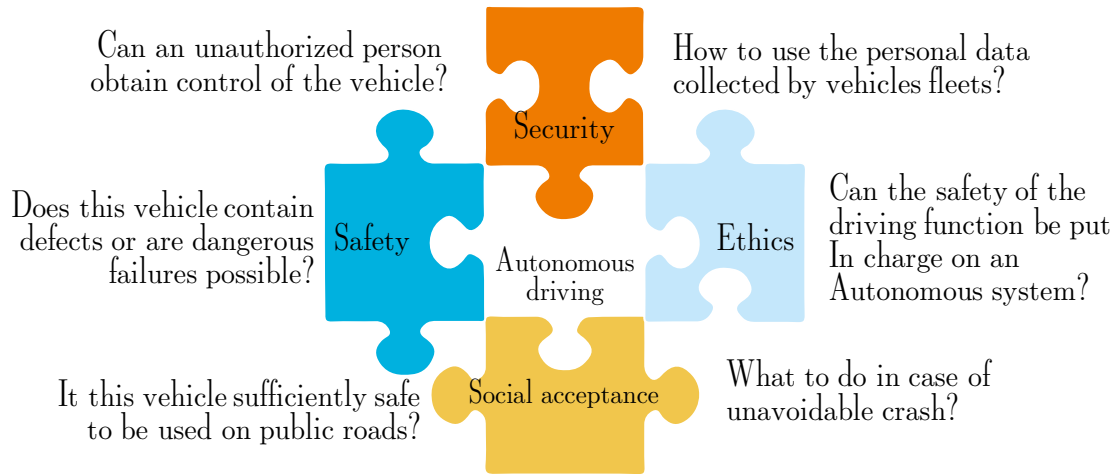 Can an unauthorized person
obtain control of the vehicle?
How to use the personal data
collected by vehicles fleets?
Security
Does this vehicle contain
defects or are dangerous
failures possible?
Safety
Autonomous
driving
Ethics
Can the safety of the
driving function be put
In charge on an
Autonomous system?
It this vehicle sufficiently safe
to be used on public roads?
Social acceptance
What to do in case of
unavoidable crash?